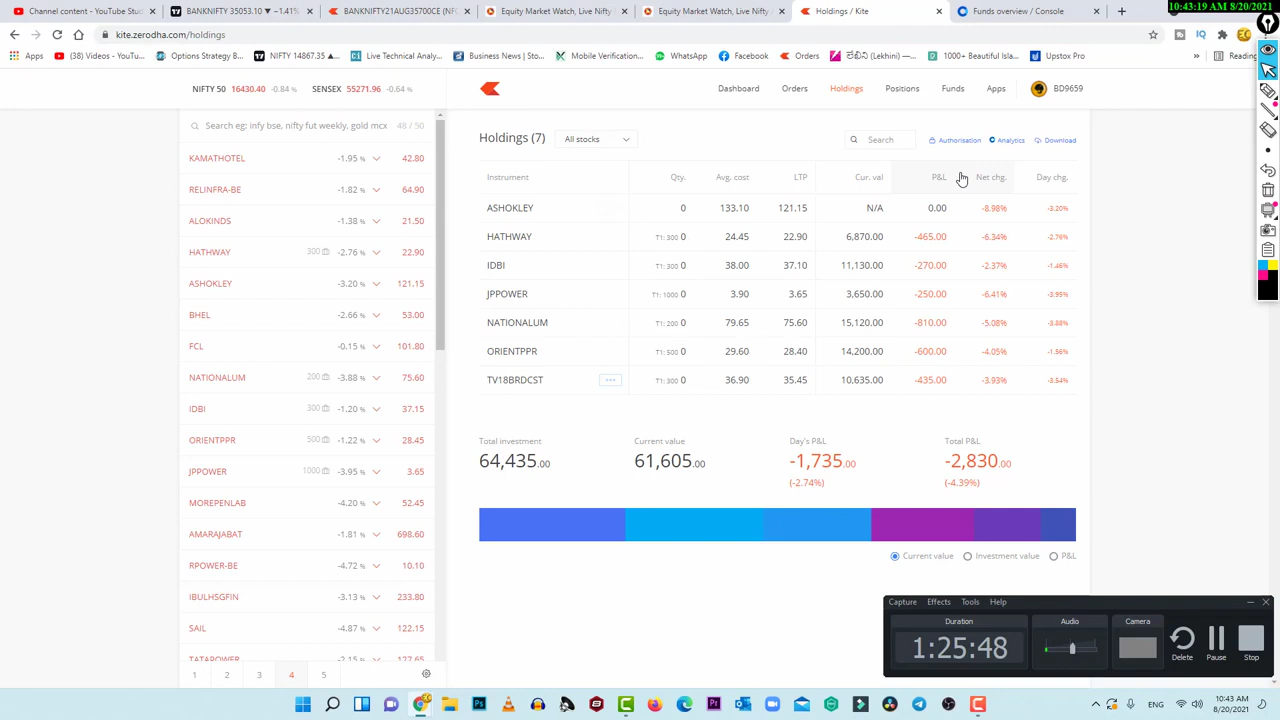 10:43:19 AM 8/20/2021
Channel content - YouTube Stud
BANKNIFTY 35053.10 ▼ -1.41%
BANKNIFTY21AUG35700CE (NFO
Equity Market Watch, Live Nifty
Equity Market Watch, Live Nifty
Holdings / Kite
Funds overview / Console
kite.zerodha.com/holdings
Apps
(33) Videos - YouTube
Options Strategy B...
NIFTY 14867.35 ▲...
Live Technical Analy...
Business News | Sto...
Mobile Verification...
WhatsApp
Facebook
Orders
1000+ Beautiful Isla...
Upstox Pro
»
Reading
NIFTY 50 16430.40 -0.84 % SENSEX 55271.96 -0.64 %
Dashboard Orders Holdings Positions Funds Apps BD9659
Search eg: infy bse, nifty fut weekly, gold mcx 48 / 50
KAMATHOTEL -1.95 % 42.80
RELINFRA-BE -1.82 % 64.90
ALOKINDS -1.38 % 21.50
HATHWAY 300 -2.76 % 22.90
ASHOKLEY -3.20 % 121.15
BHEL -2.66 % 53.00
FCL -0.15 % 101.80
NATIONALUM 200 -3.88 % 75.60
IDBI 300 -1.20 % 37.15
ORIENTPPR 500 -1.22 % 28.45
JPPOWER 1000 -3.95 % 3.65
MOREPENLAB -4.20 % 52.45
AMARAJABAT -1.81 % 698.60
RPOWER-BE -4.72 % 10.10
IBULHSGFIN -3.13 % 233.80
SAIL -4.87 % 122.15
TATAPOWER -2.15 % 127.65
1 2 3 4 5
Holdings (7) All stocks Search Authorisation Analytics Download
Instrument Qty. Avg. cost LTP Cur. val P&L Net chg. Day chg.
ASHOKLEY 0 133.10 121.15 N/A 0.00 -8.98% -3.20%
HATHWAY T1: 300 0 24.45 22.90 6,870.00 -465.00 -6.34% -2.76%
IDBI T1: 300 0 38.00 37.10 11,130.00 -270.00 -2.37% -1.46%
JPPOWER T1: 1000 0 3.90 3.65 3,650.00 -250.00 -6.41% -3.95%
NATIONALUM T1: 200 0 79.65 75.60 15,120.00 -810.00 -5.08% -3.88%
ORIENTPPR T1: 500 0 29.60 28.40 14,200.00 -600.00 -4.05% -1.56%
TV18BRDCST T1: 300 0 36.90 35.45 10,635.00 -435.00 -3.93% -3.54%
Total investment Current value Day's P&L Total P&L
64,435.00 61,605.00 -1,735.00 -2,830.00
(-2.74%) (-4.39%)
Current value Investment value P&L
Capture Effects Tools Help
Duration Audio Camera
1:25:48
Delete Pause Stop
ENG 10:43 AM 8/20/2021